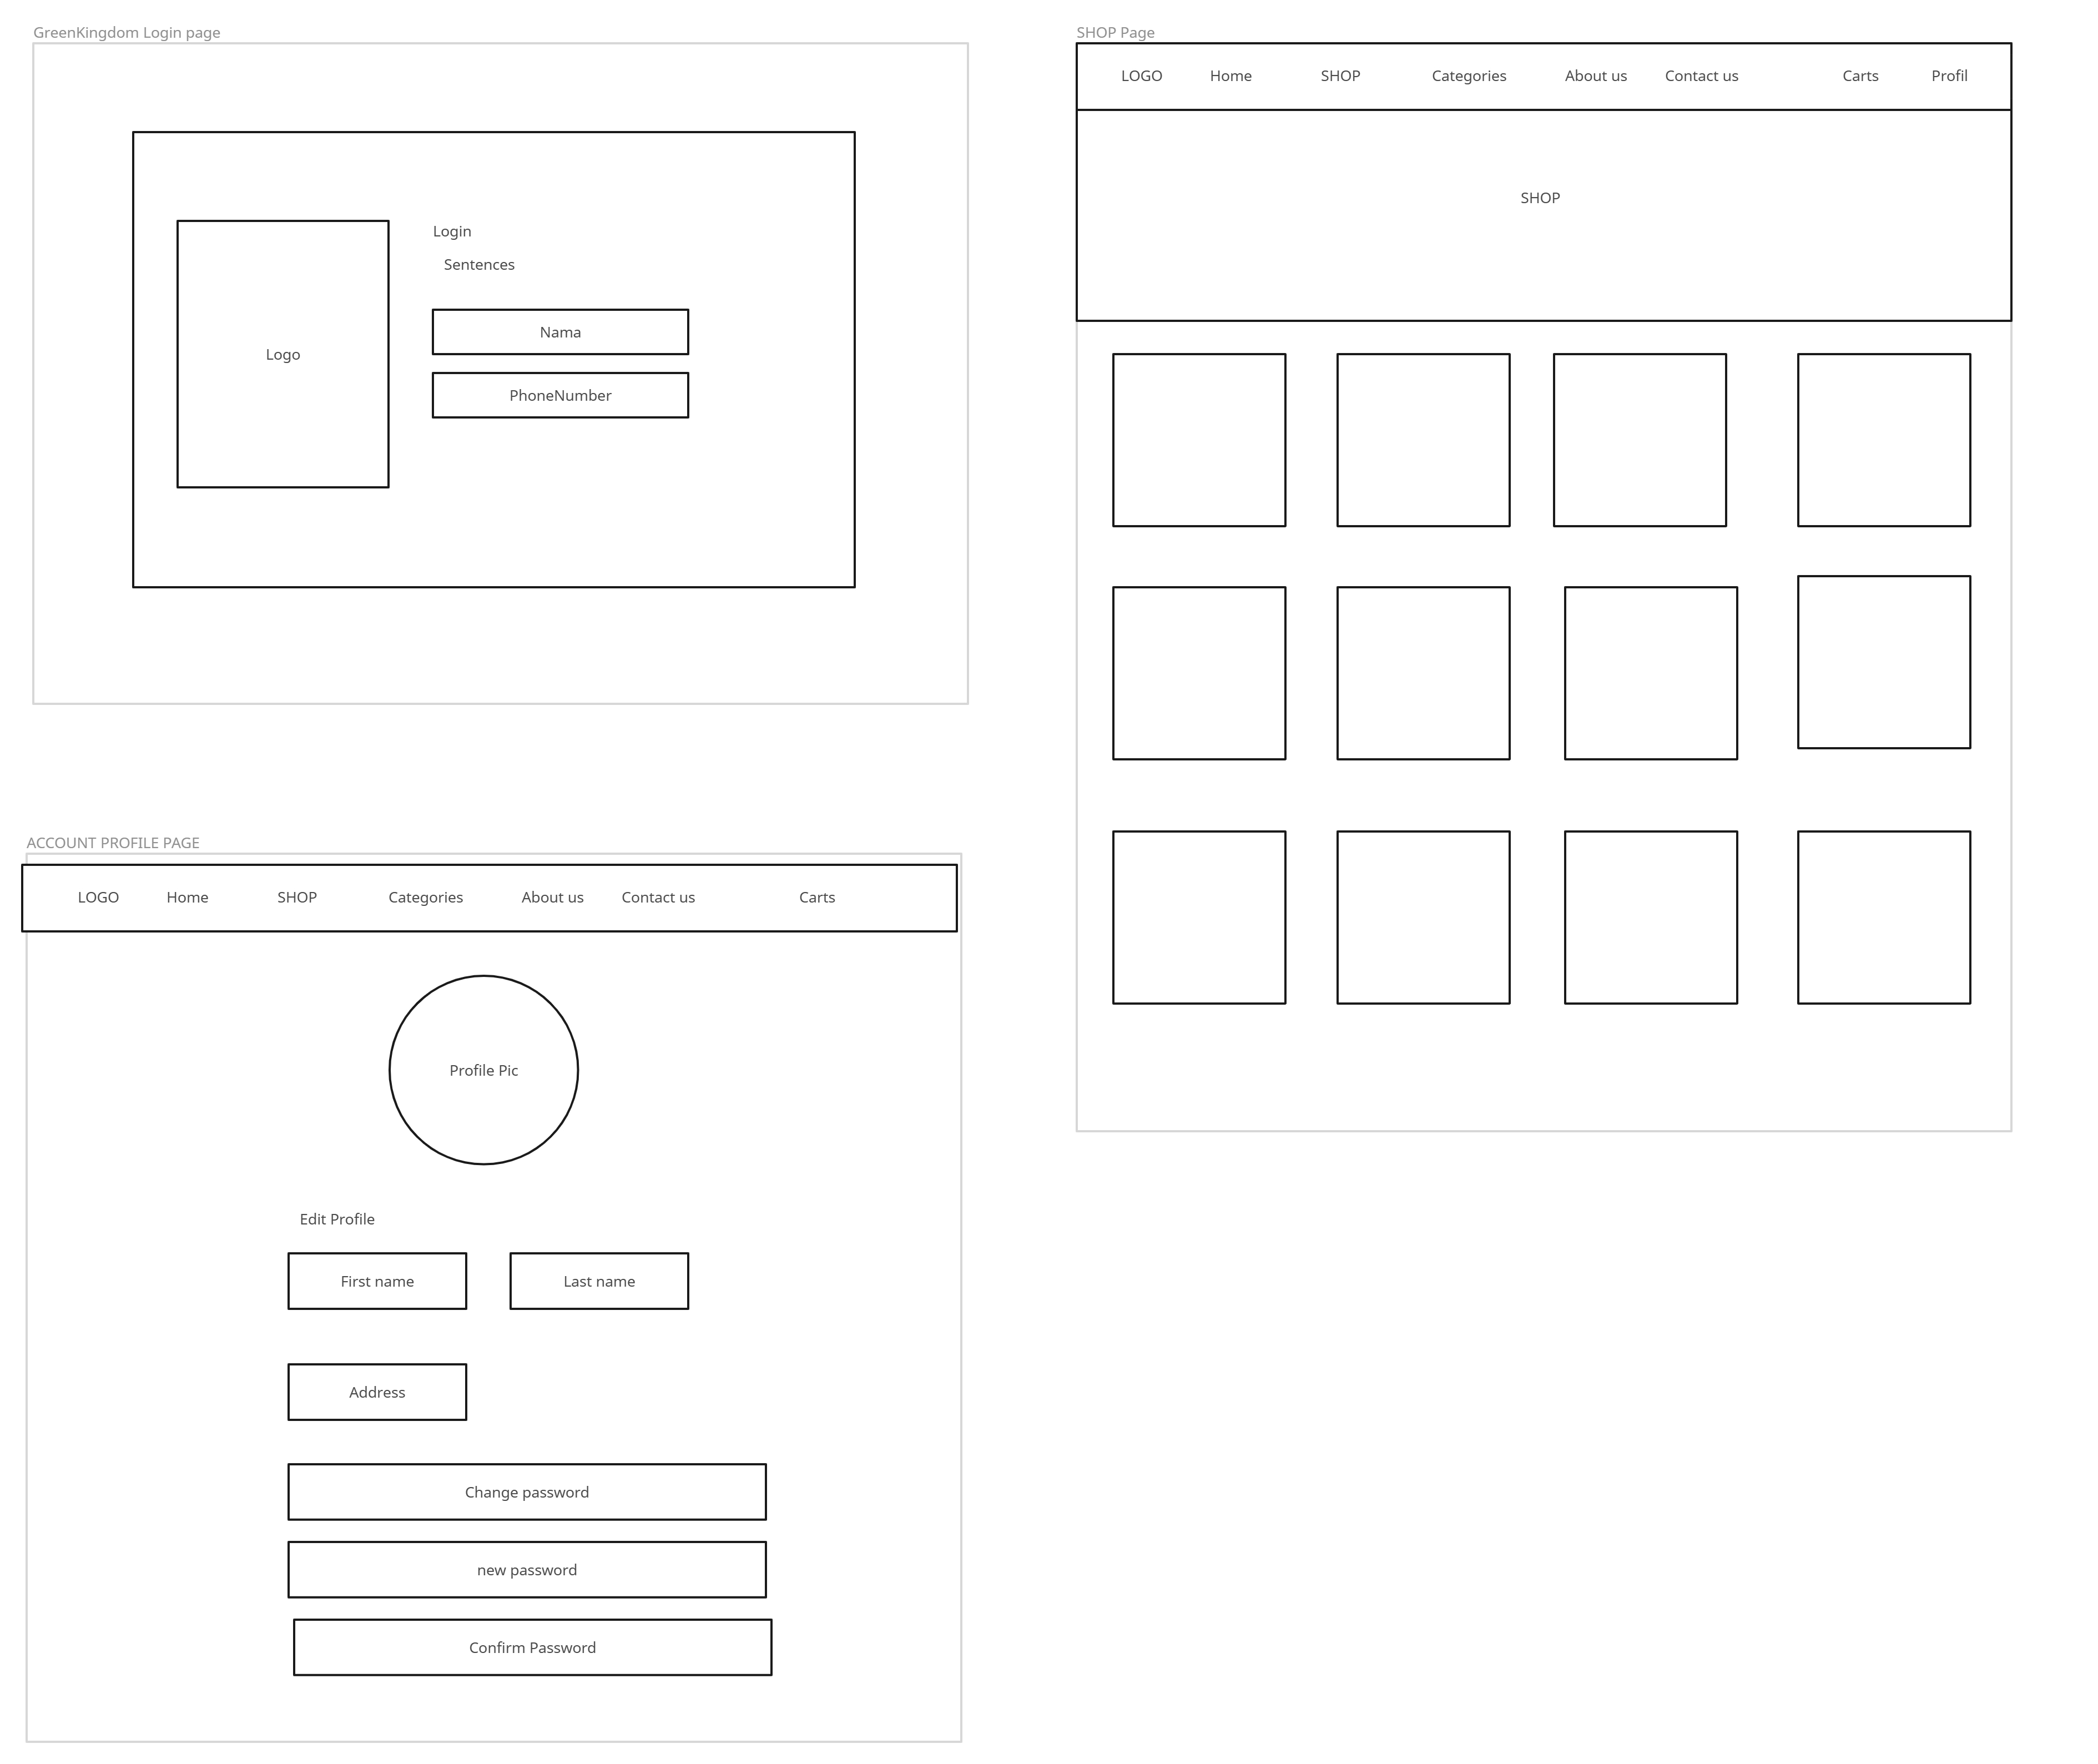 GreenKingdom Login page
Logo
Login
Sentences
Nama
PhoneNumber
SHOP Page
LOGO Home SHOP Categories About us Contact us Carts Profil
SHOP
ACCOUNT PROFILE PAGE
LOGO Home SHOP Categories About us Contact us Carts
Profile Pic
Edit Profile
First name Last name
Address
Change password
new password
Confirm Password